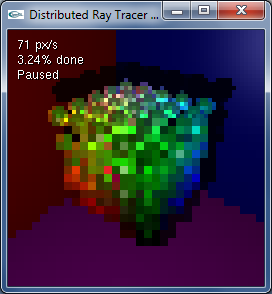 Distributed Ray Tracer ...
71 px/s
3.24% done
Paused